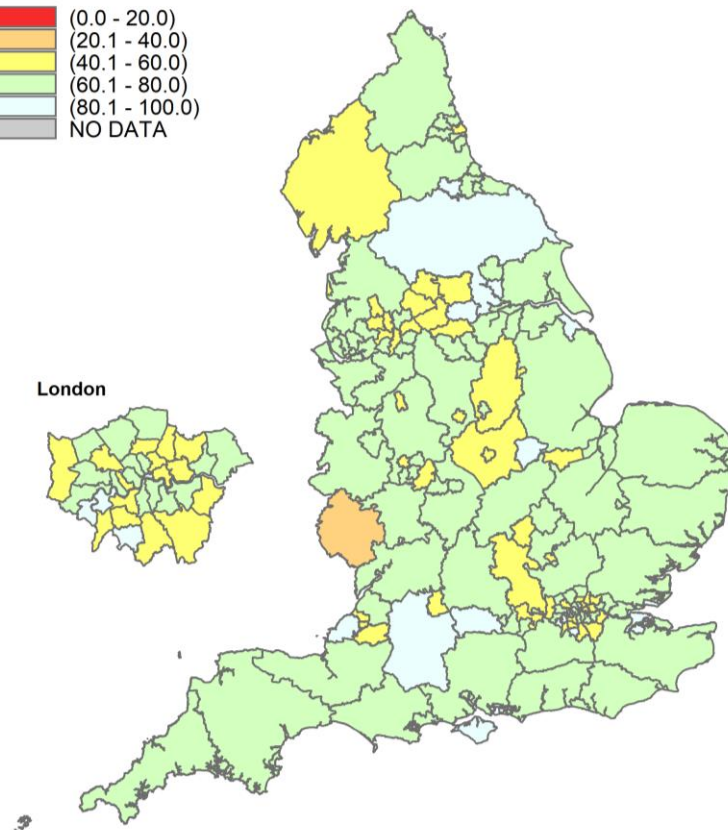 (0.0 - 20.0)
(20.1 - 40.0)
(40.1 - 60.0)
(60.1 - 80.0)
(80.1 - 100.0)
NO DATA
London